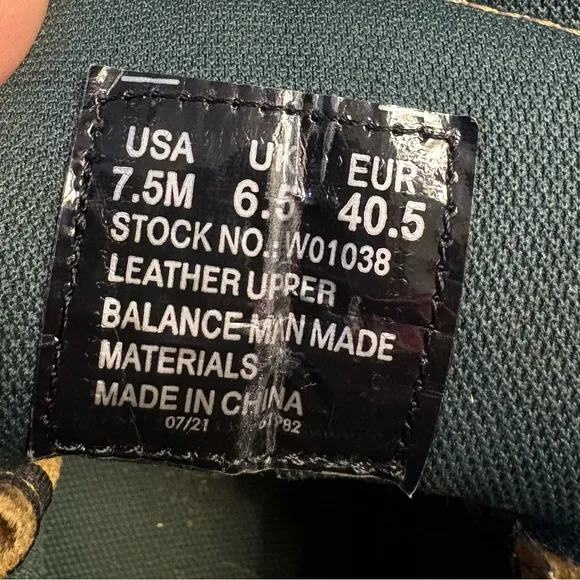 USA UK EUR
7.5M 6.5 40.5
STOCK NO.: W01038
LEATHER UPPER
BALANCE MAN MADE
MATERIALS
MADE IN CHINA
07/21